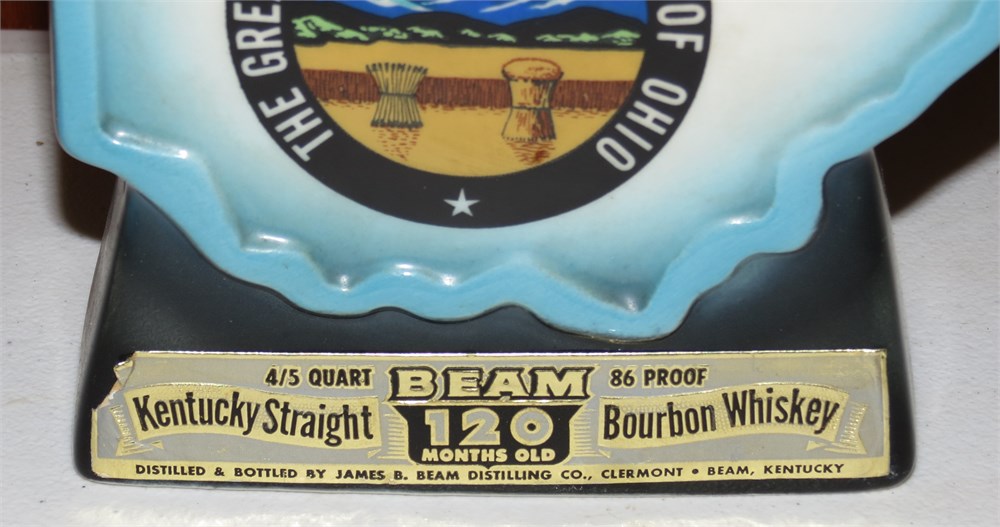 THE OF OHIO
4/5 QUART BEAM 86 PROOF
Kentucky Straight 120 Bourbon Whiskey
MONTHS OLD
DISTILLED & BOTTLED BY JAMES B. BEAM DISTILLING CO., CLERMONT • BEAM, KENTUCKY